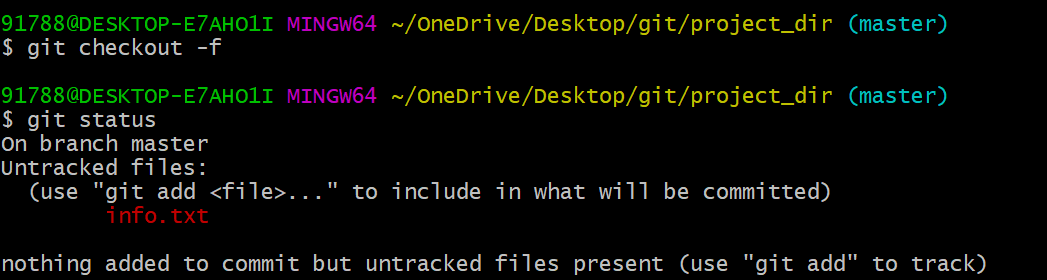 91788@DESKTOP-E7AHO1I MINGW64 ~/OneDrive/Desktop/git/project_dir (master)
$ git checkout -f
91788@DESKTOP-E7AHO1I MINGW64 ~/OneDrive/Desktop/git/project_dir (master)
$ git status
On branch master
Untracked files:
  (use "git add <file>..." to include in what will be committed)
        info.txt
nothing added to commit but untracked files present (use "git add" to track)